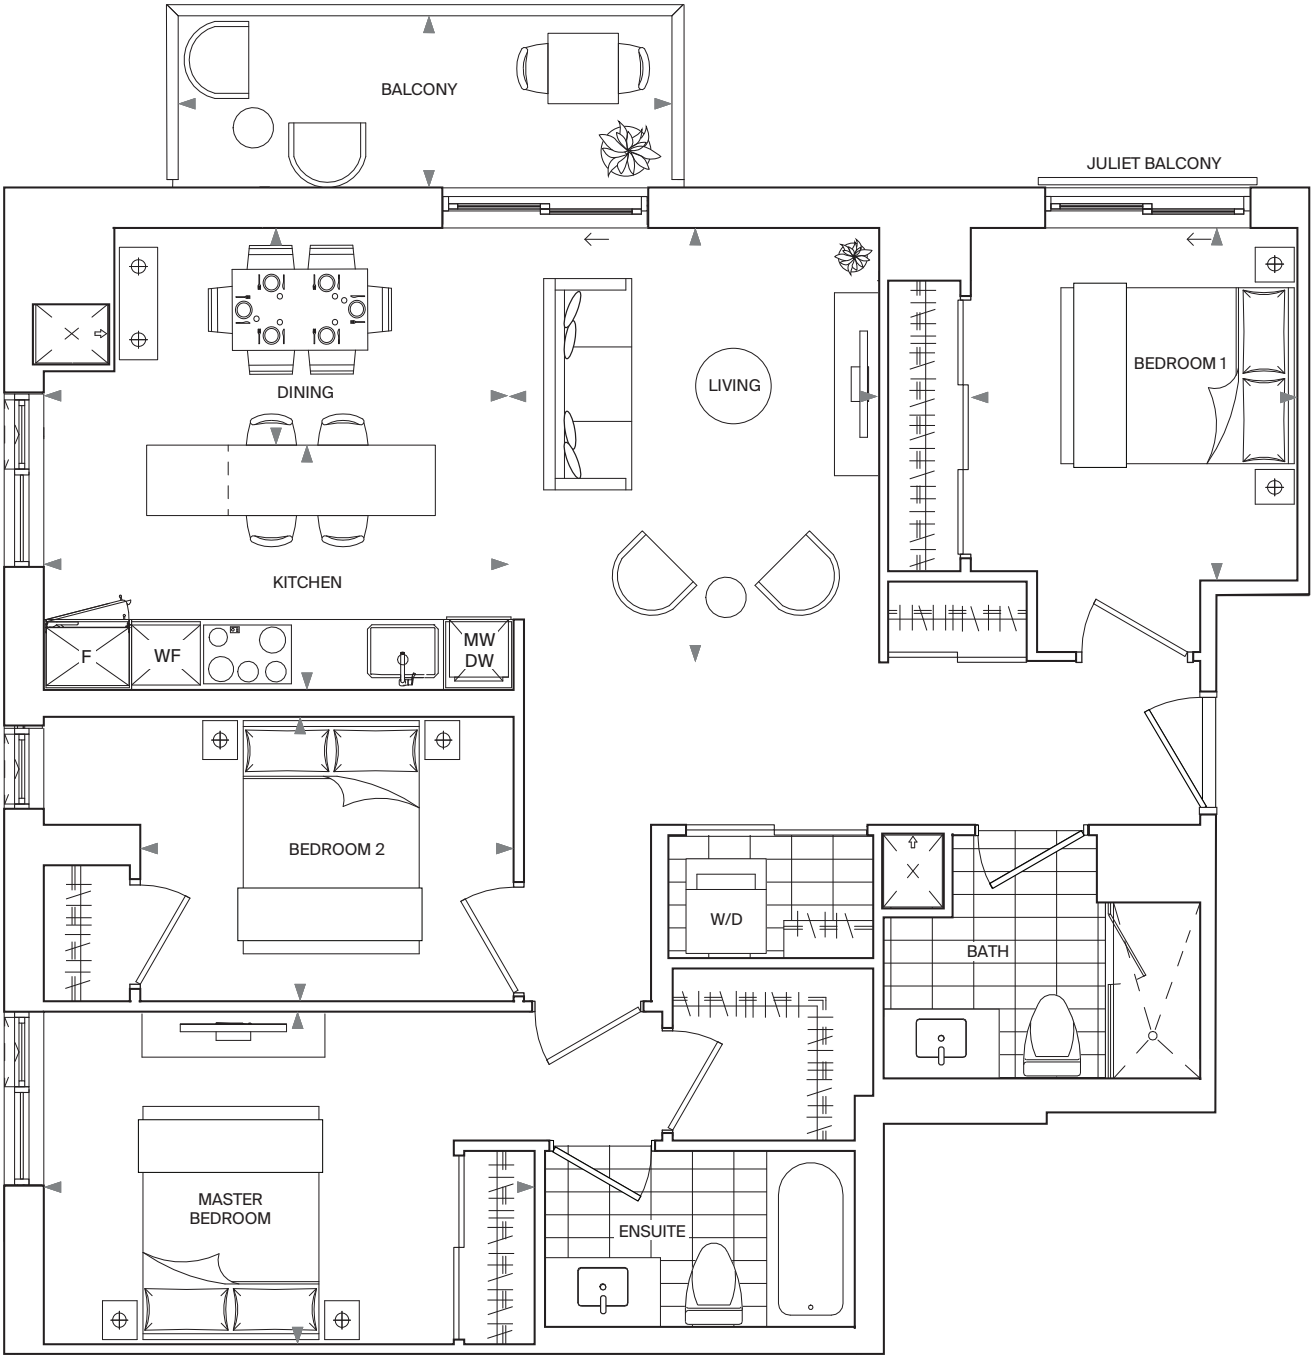 BALCONY
JULIET BALCONY
DINING
LIVING
BEDROOM 1
KITCHEN
F
WF
MW
DW
BEDROOM 2
X
X
W/D
BATH
MASTER
BEDROOM
ENSUITE